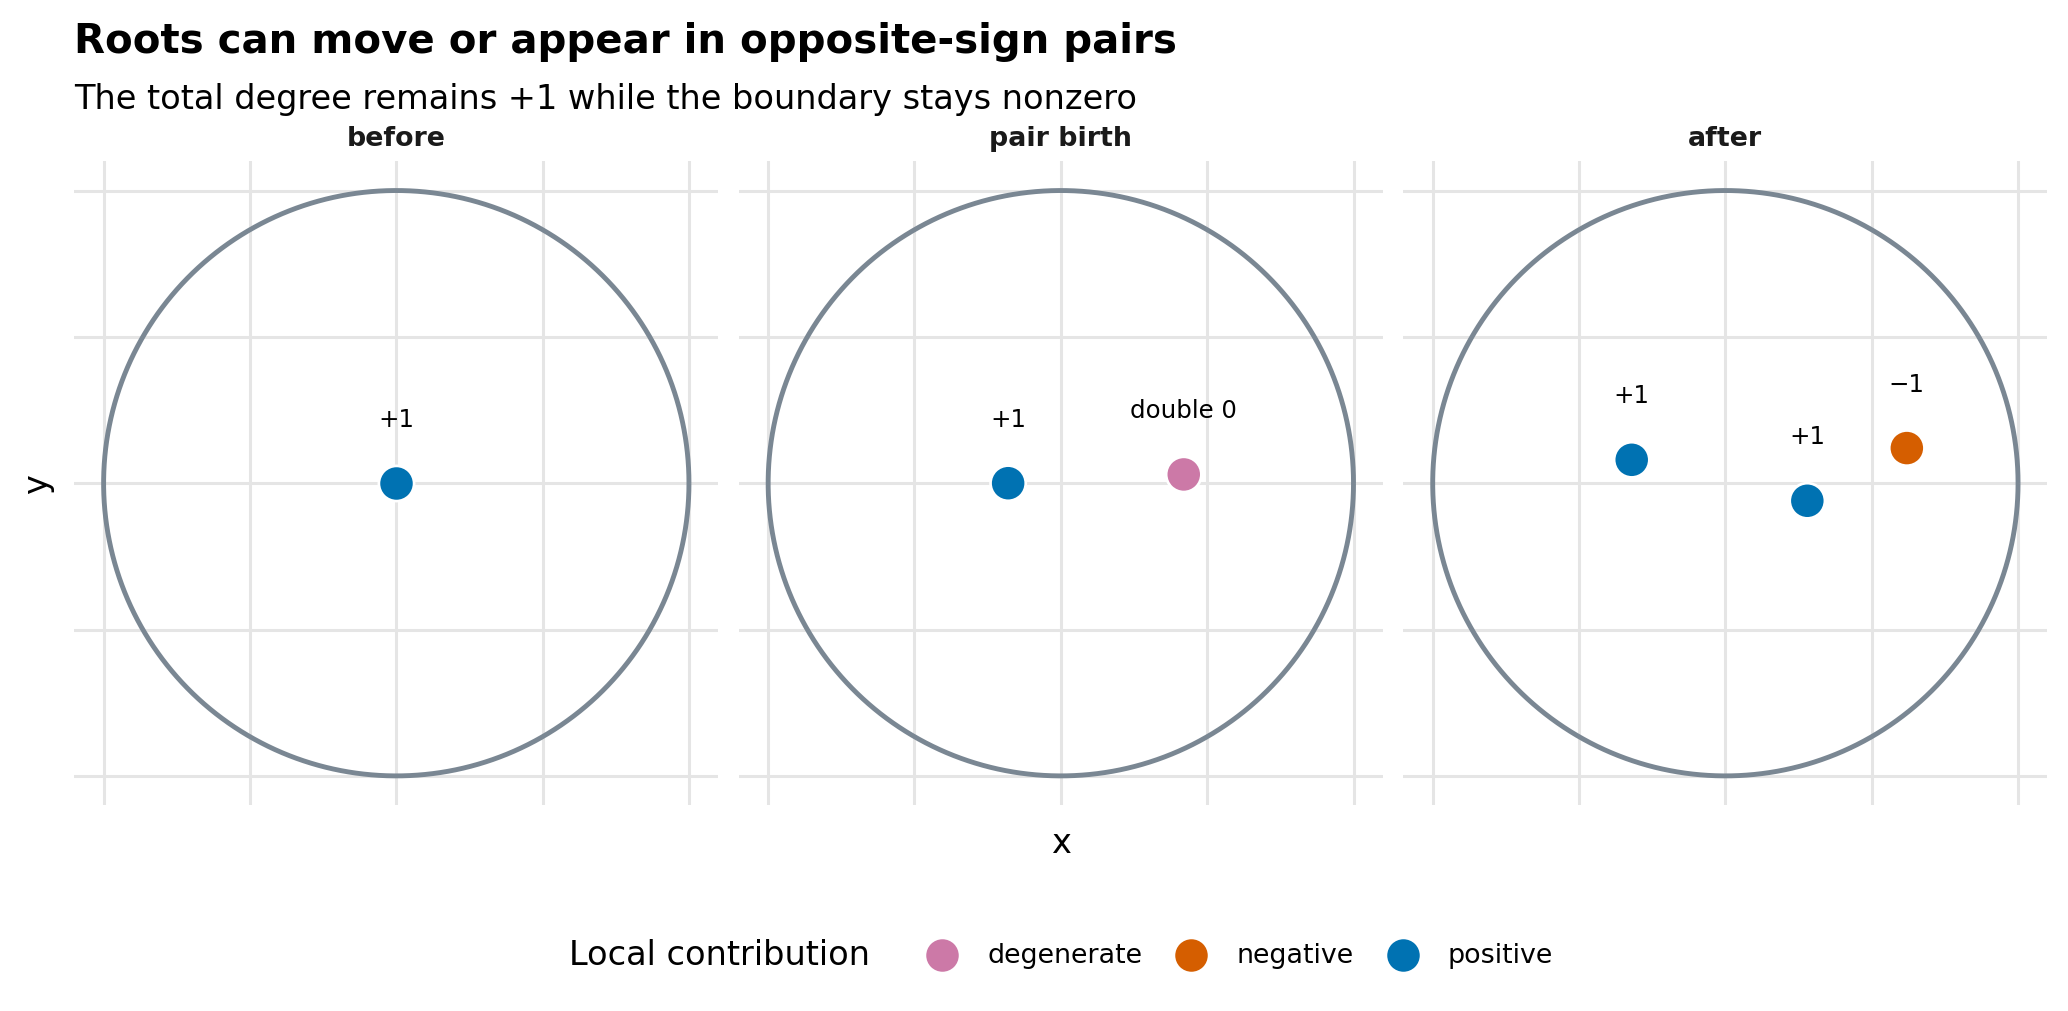 Roots can move or appear in opposite-sign pairs
The total degree remains +1 while the boundary stays nonzero
before
pair birth
after
+1
+1
double 0
+1
+1
−1
y
x
Local contribution
degenerate
negative
positive